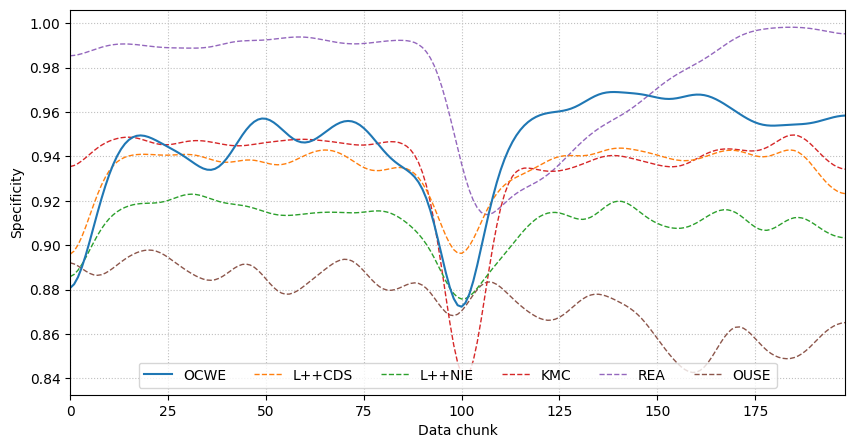 1.00
0.98
0.96
0.94
0.92
0.90
0.88
0.86
0.84
Specificity
OCWE L++CDS L++NIE KMC REA OUSE
0 25 50 75 100 125 150 175
Data chunk